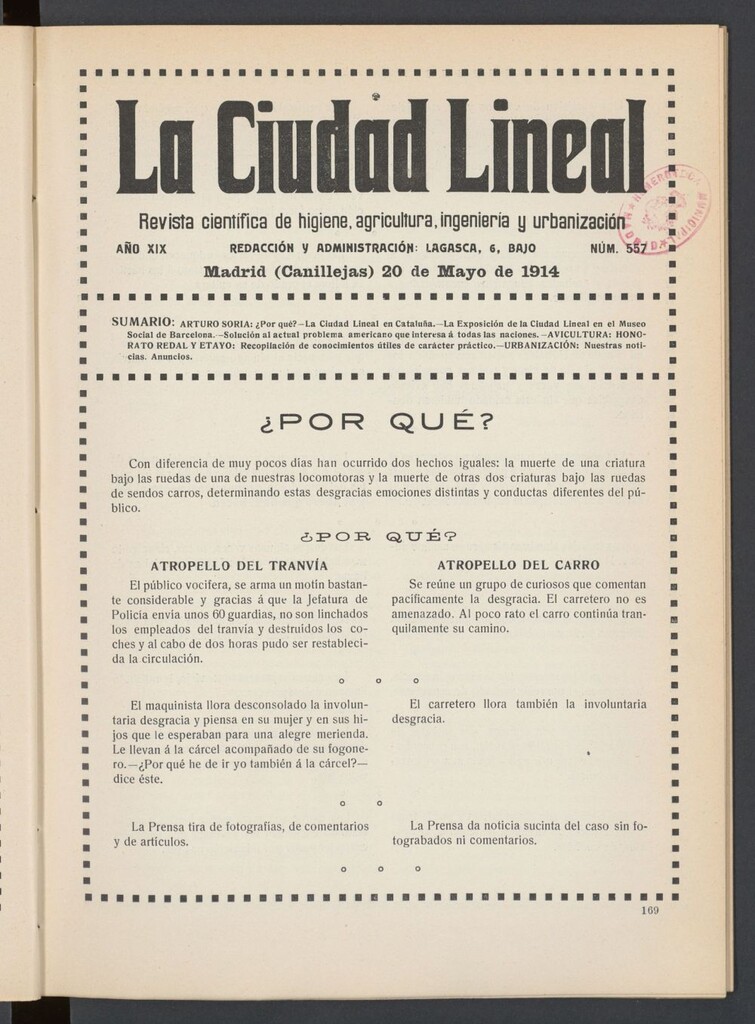 La Ciudad Lineal
Revista científica de higiene, agricultura, ingeniería y urbanización
AÑO XIX REDACCIÓN Y ADMINISTRACIÓN: LAGASCA, 6, BAJO NÚM. 557
Madrid (Canillejas) 20 de Mayo de 1914
SUMARIO: ARTURO SORIA: ¿Por qué?—La Ciudad Lineal en Cataluña.—La Exposición de la Ciudad Lineal en el Museo
Social de Barcelona.—Solución al actual problema americano que interesa á todas las naciones.—AVICULTURA: HONO-
RATO REDAL Y ETAYO: Recopilación de conocimientos útiles de carácter práctico.—URBANIZACIÓN: Nuestras noti-
cias. Anuncios.
¿POR QUÉ?
Con diferencia de muy pocos días han ocurrido dos hechos iguales: la muerte de una criatura
bajo las ruedas de una de nuestras locomotoras y la muerte de otras dos criaturas bajo las ruedas
de sendos carros, determinando estas desgracias emociones distintas y conductas diferentes del pú-
blico.
¿POR QUÉ?
ATROPELLO DEL TRANVÍA
El público vocifera, se arma un motín bastan-
te considerable y gracias á que la Jefatura de
Policía envía unos 60 guardias, no son linchados
los empleados del tranvía y destruídos los co-
ches y al cabo de dos horas pudo ser restableci-
da la circulación.
ATROPELLO DEL CARRO
Se reúne un grupo de curiosos que comentan
pacíficamente la desgracia. El carretero no es
amenazado. Al poco rato el carro continúa tran-
quilamente su camino.
El maquinista llora desconsolado la involun-
taria desgracia y piensa en su mujer y en sus hi-
jos que le esperaban para una alegre merienda.
Le llevan á la cárcel acompañado de su fogone-
ro.—¿Por qué he de ir yo también á la cárcel?—
dice éste.
El carretero llora también la involuntaria
desgracia.
La Prensa tira de fotografías, de comentarios
y de artículos.
La Prensa da noticia sucinta del caso sin fo-
tograbados ni comentarios.
169
HEMEROTECA MUNICIPAL MADRID